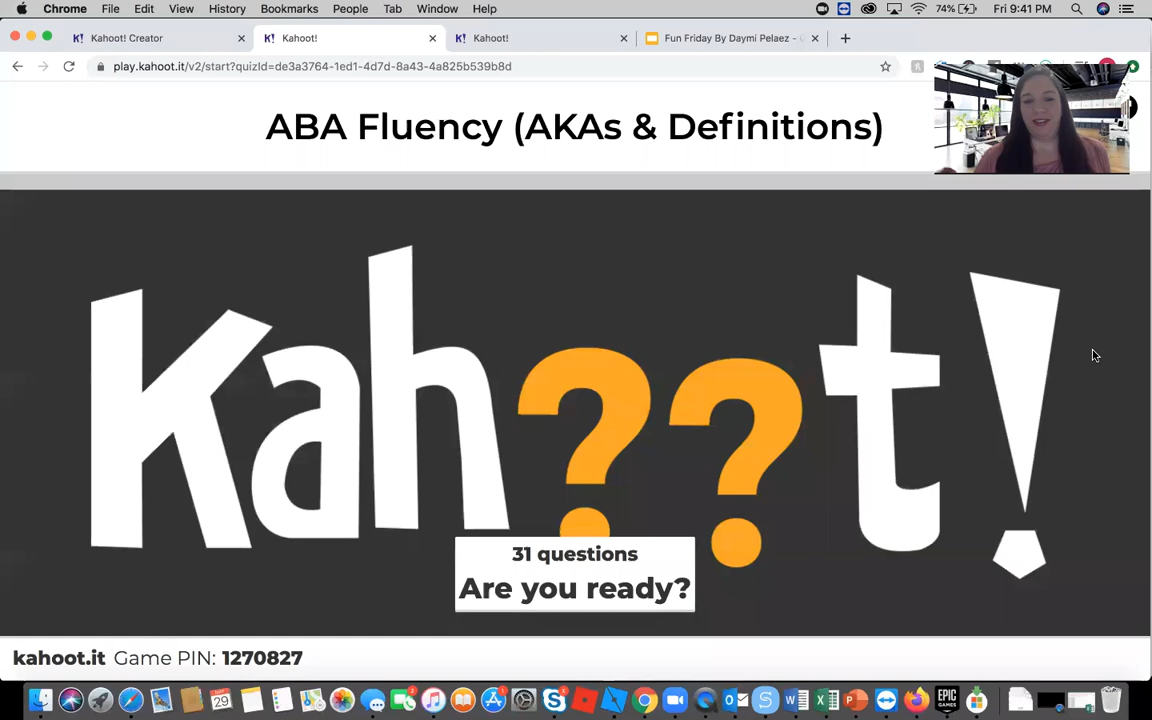 Chrome File Edit View History Bookmarks People Tab Window Help 74% Fri 9:41 PM
K! Kahoot! Creator K! Kahoot! K! Kahoot! Fun Friday By Daymi Pelaez -
play.kahoot.it/v2/start?quizId=de3a3764-1ed1-4d7d-8a43-4a825b539b8d
ABA Fluency (AKAs & Definitions)
Kah??t!
31 questions
Are you ready?
kahoot.it Game PIN: 1270827